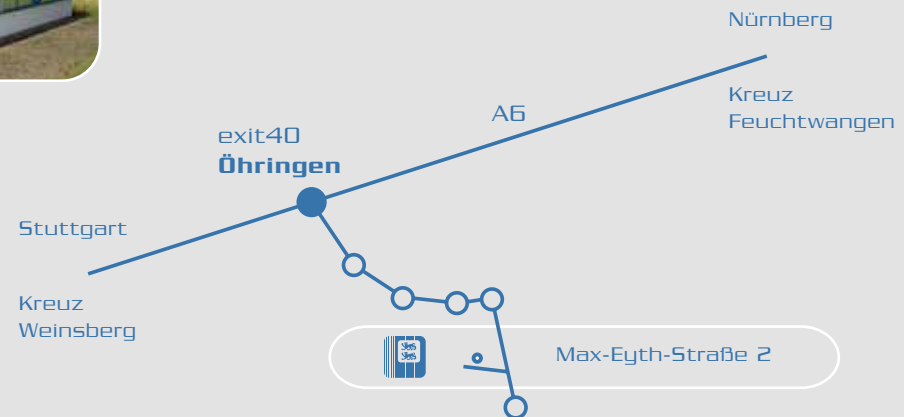 Nürnberg
Kreuz
Feuchtwangen
A6
exit40
Öhringen
Stuttgart
Kreuz
Weinsberg
Max-Eyth-Straße 2